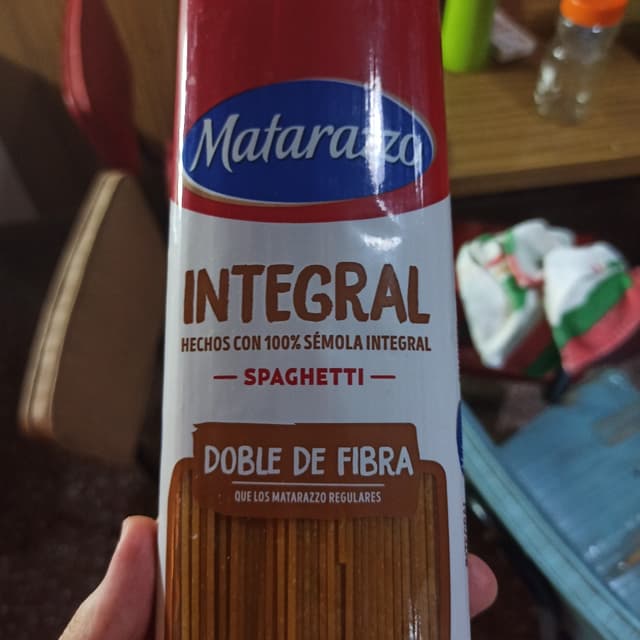 Matarazzo
INTEGRAL
HECHOS CON 100% SÉMOLA INTEGRAL
— SPAGHETTI —
DOBLE DE FIBRA
QUE LOS MATARAZZO REGULARES